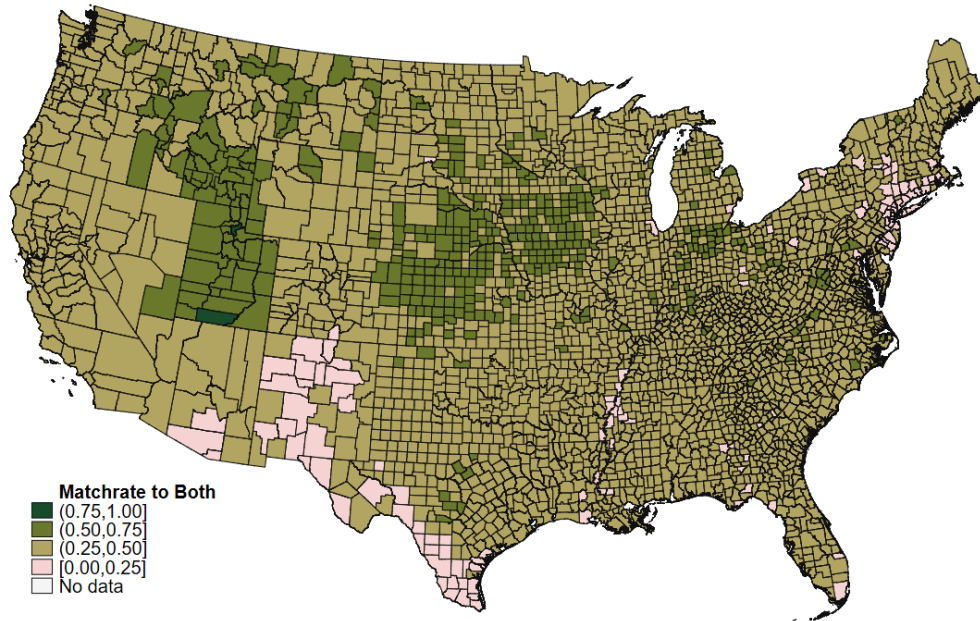 Matchrate to Both
(0.75,1.00]
(0.50,0.75]
(0.25,0.50]
[0.00,0.25]
No data